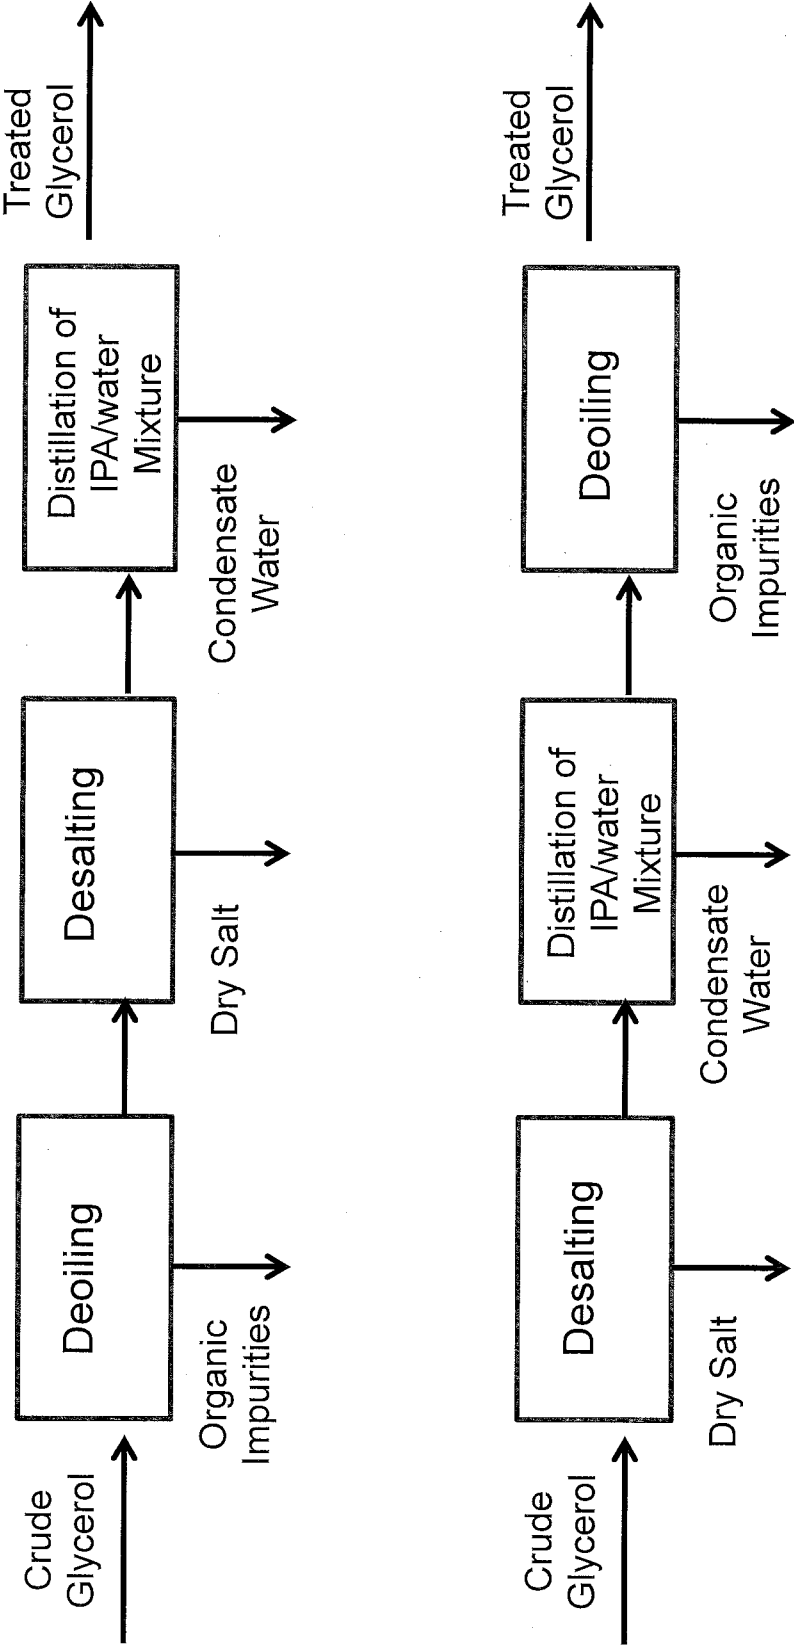 Crude
Glycerol
Deoiling
Organic
Impurities
Desalting
Dry Salt
Distillation of
IPA/water
Mixture
Condensate
Water
Treated
Glycerol
Crude
Glycerol
Desalting
Dry Salt
Distillation of
IPA/water
Mixture
Condensate
Water
Deoiling
Organic
Impurities
Treated
Glycerol